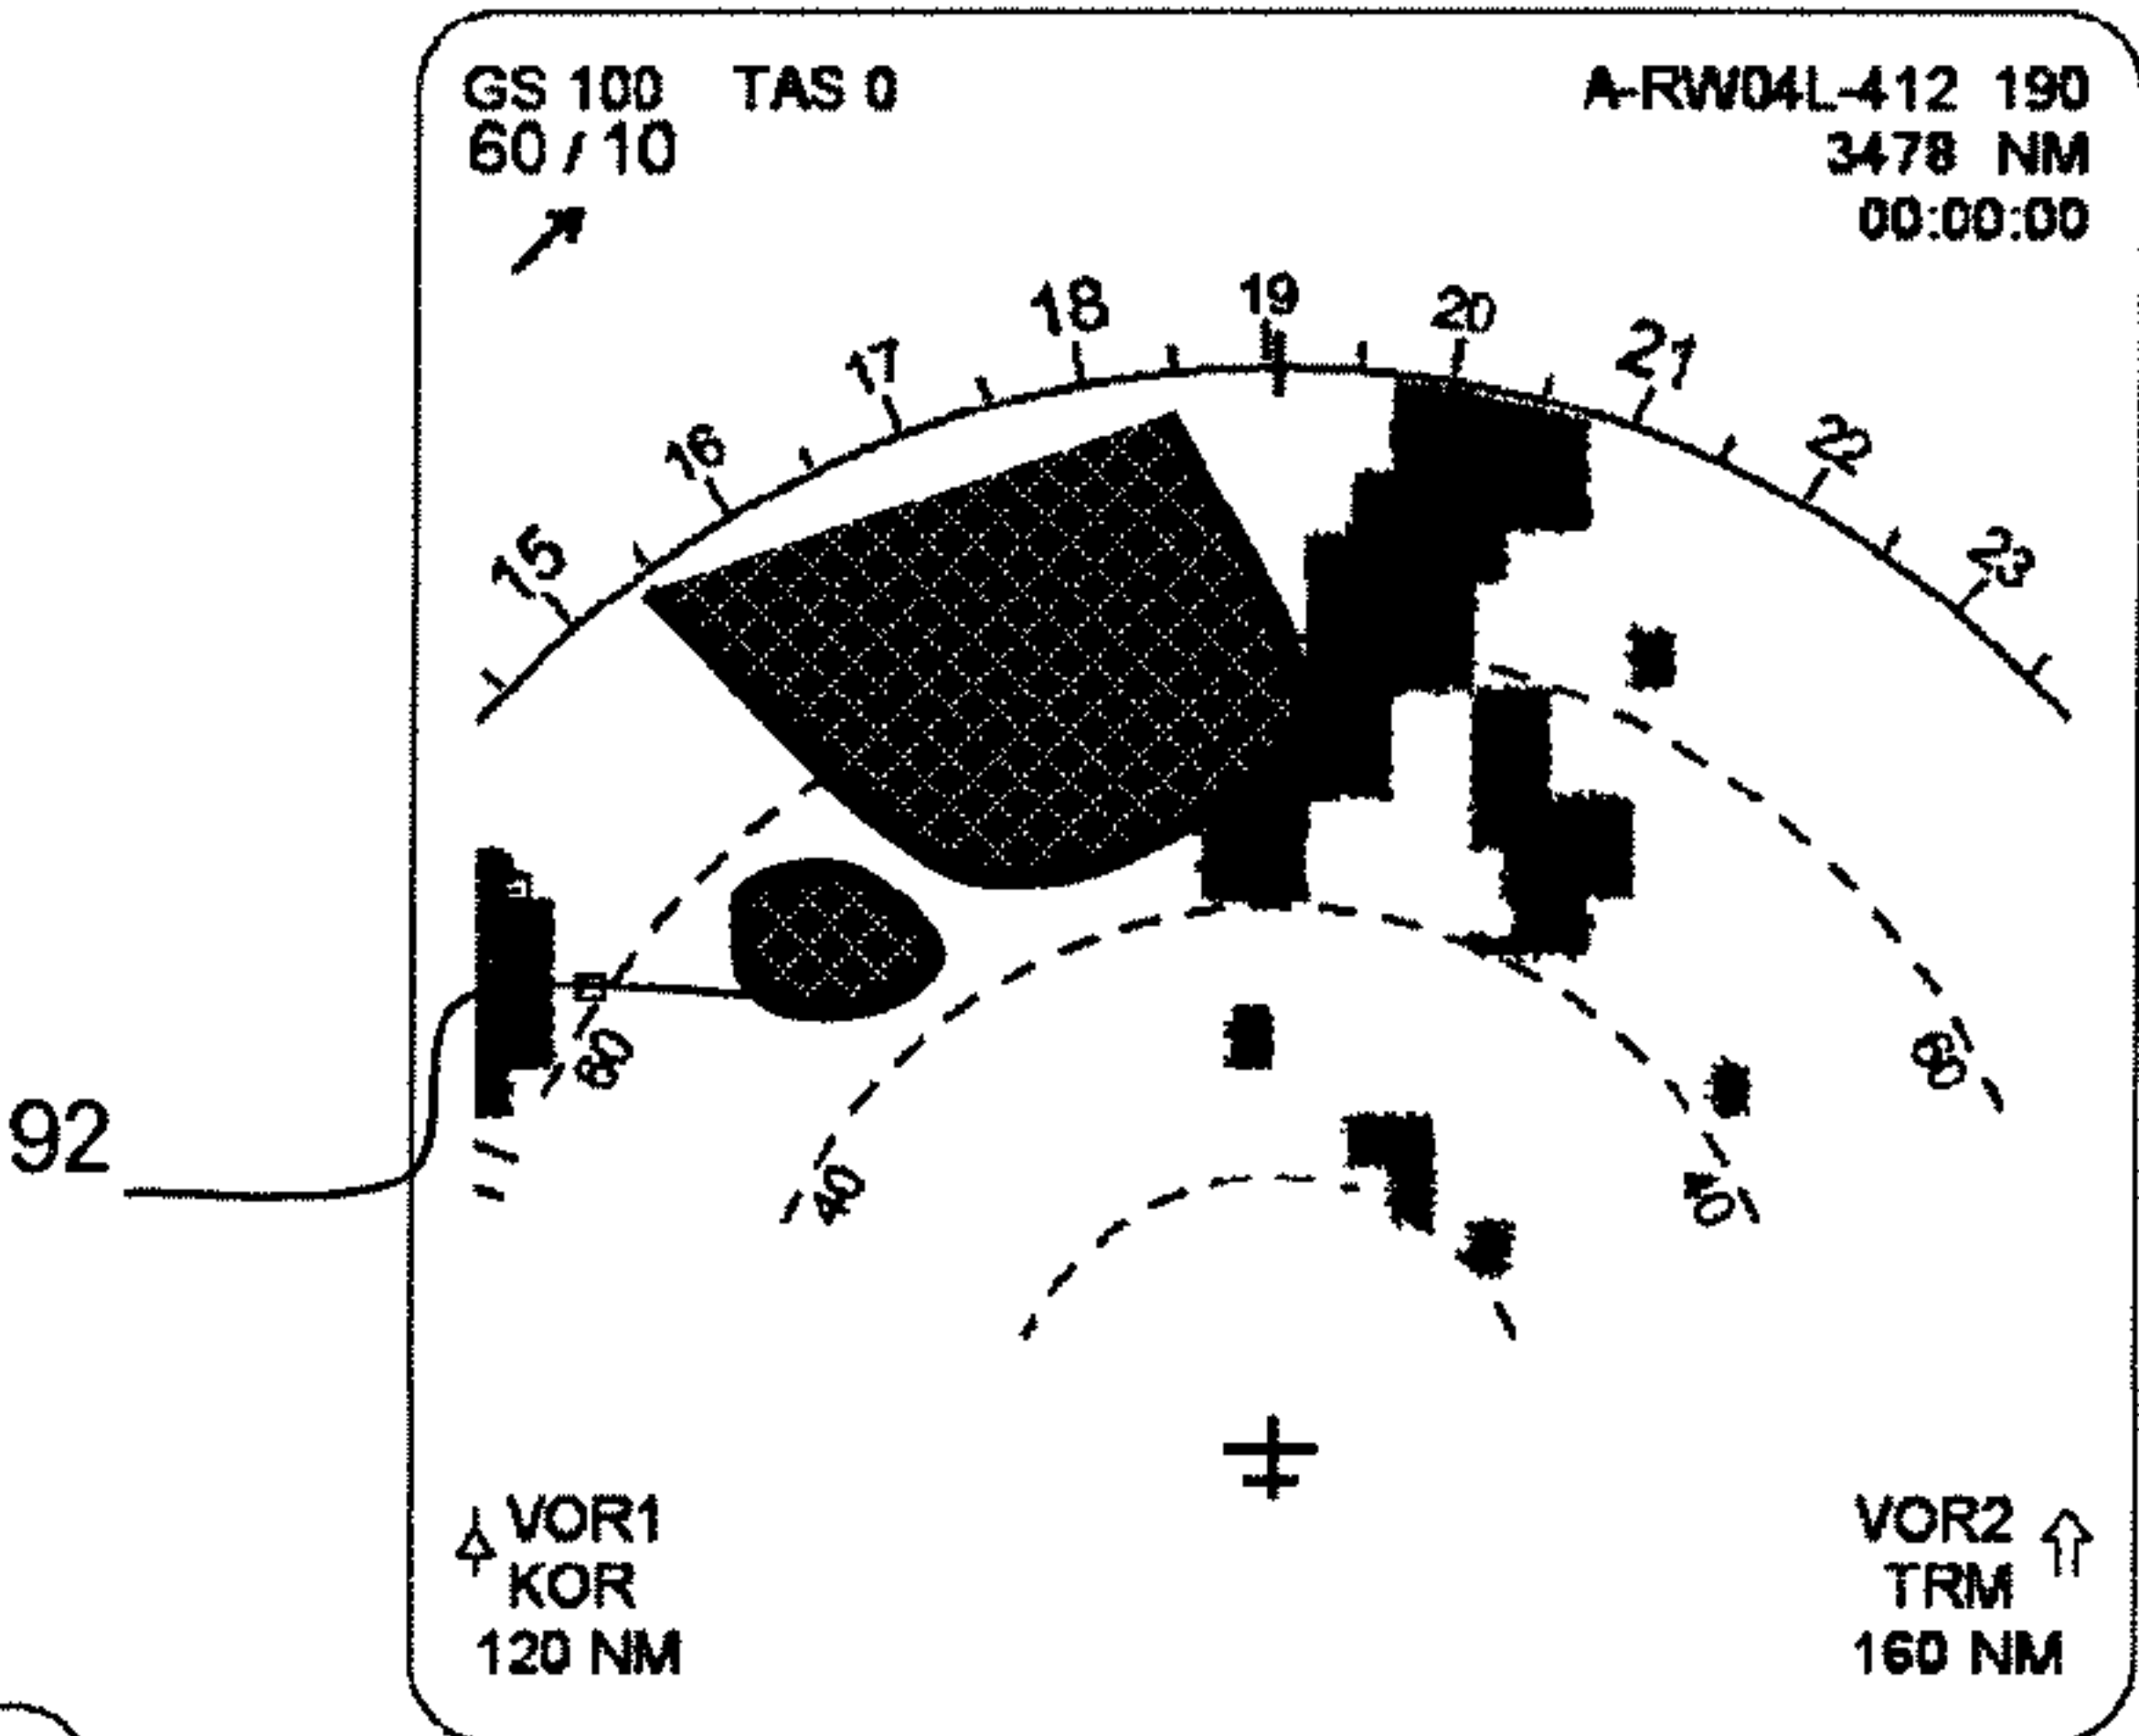 GS 100 TAS 0
60 / 10
A-RW04L-412 190
3478 NM
00:00:00
15 16 17 18 19 20 21 22 23
60 60
40 40
92
VOR1
KOR
120 NM
VOR2
TRM
160 NM